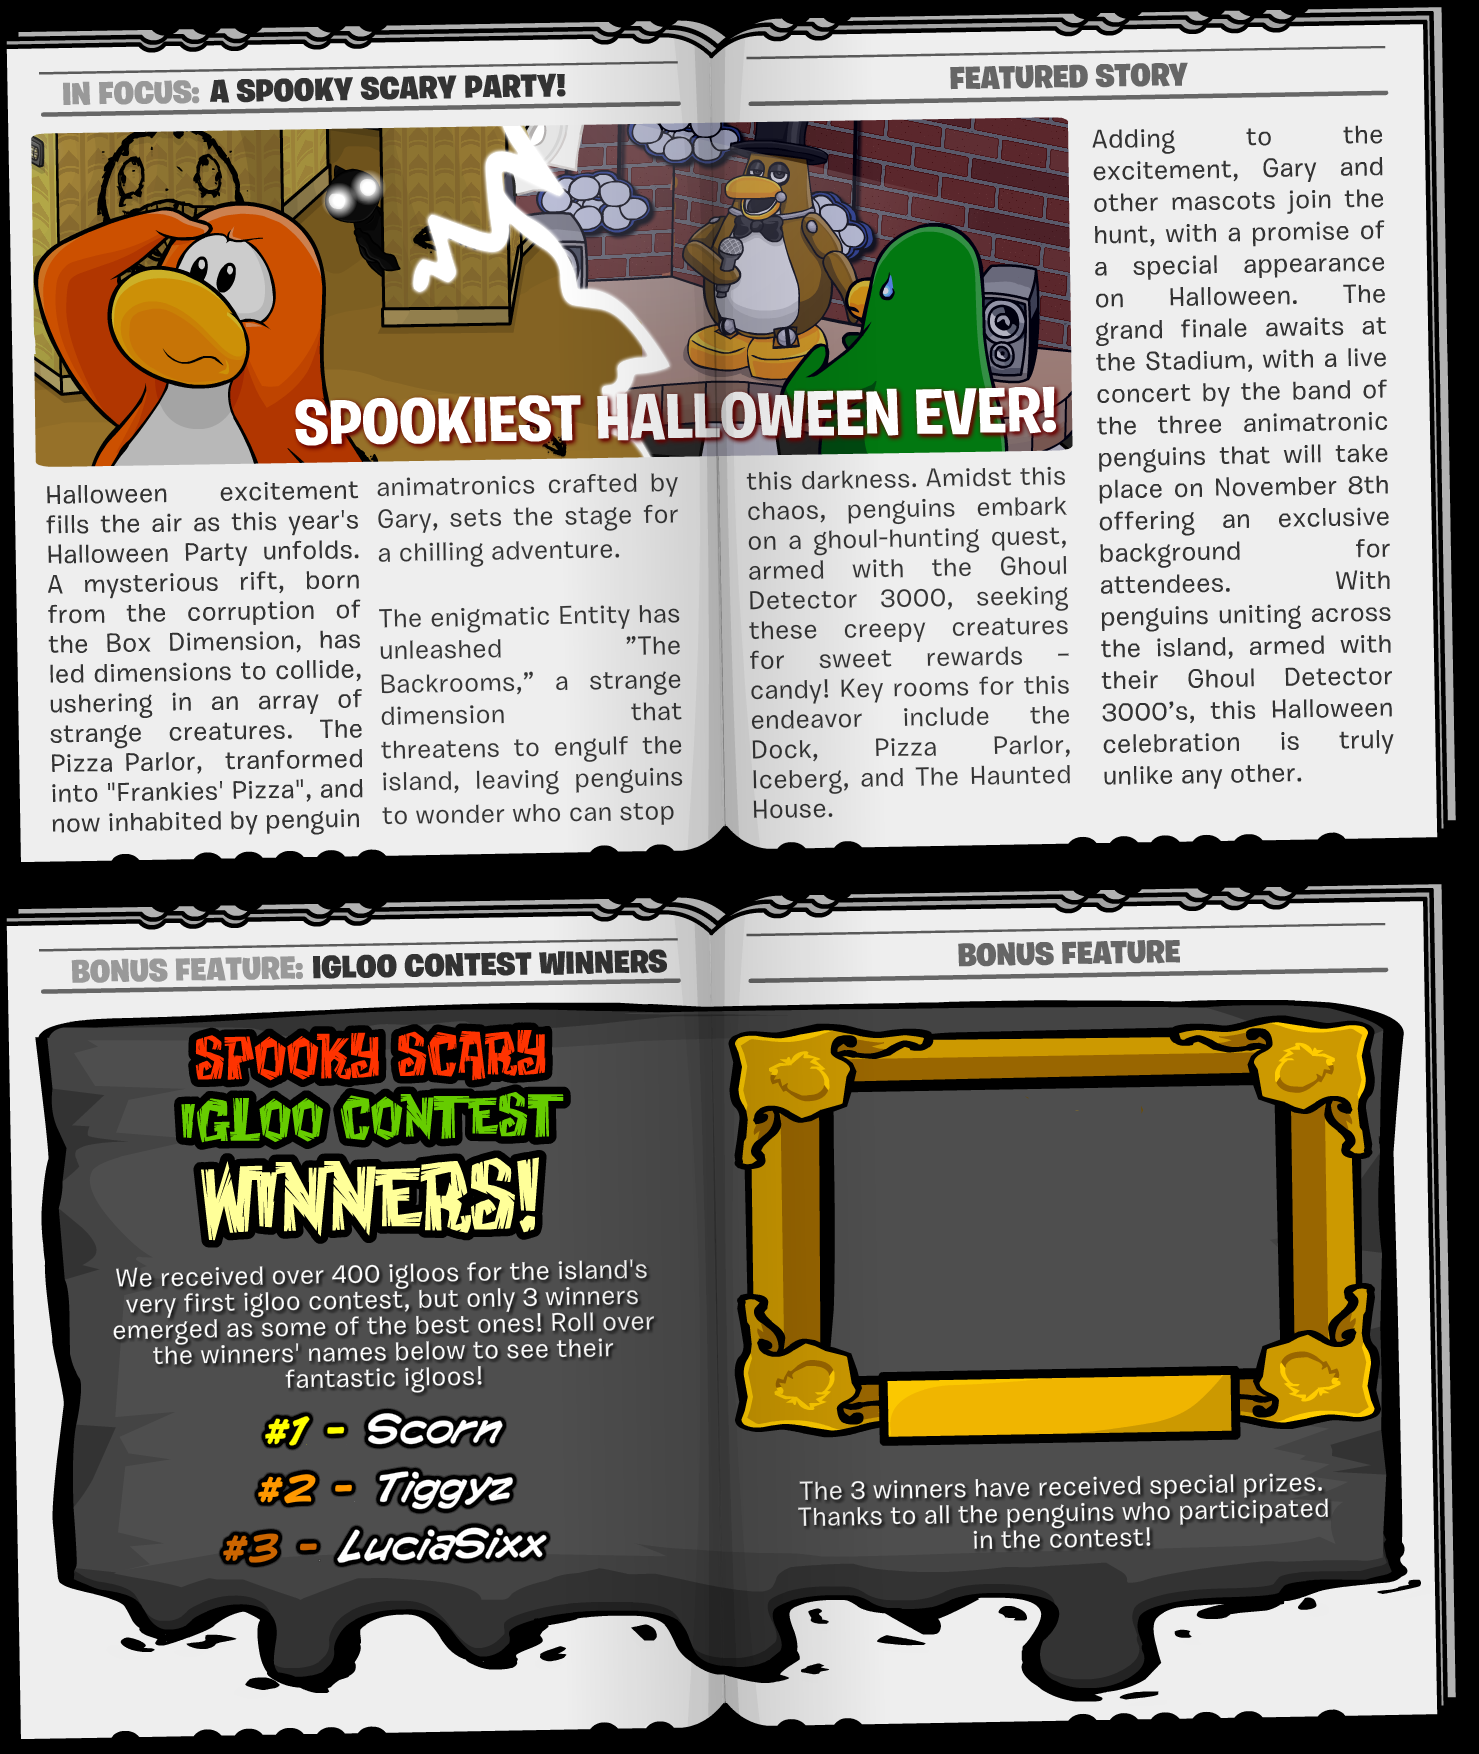 IN FOCUS: A SPOOKY SCARY PARTY!
FEATURED STORY
SPOOKIEST HALLOWEEN EVER!
Halloween excitement
fills the air as this year's
Halloween Party unfolds.
A mysterious rift, born
from the corruption of
the Box Dimension, has
led dimensions to collide,
ushering in an array of
strange creatures. The
Pizza Parlor, tranformed
into "Frankies' Pizza", and
now inhabited by penguin
animatronics crafted by
Gary, sets the stage for
a chilling adventure.
The enigmatic Entity has
unleashed ”The
Backrooms,” a strange
dimension that
threatens to engulf the
island, leaving penguins
to wonder who can stop
this darkness. Amidst this
chaos, penguins embark
on a ghoul-hunting quest,
armed with the Ghoul
Detector 3000, seeking
these creepy creatures
for sweet rewards –
candy! Key rooms for this
endeavor include the
Dock, Pizza Parlor,
Iceberg, and The Haunted
House.
Adding to the
excitement, Gary and
other mascots join the
hunt, with a promise of
a special appearance
on Halloween. The
grand finale awaits at
the Stadium, with a live
concert by the band of
the three animatronic
penguins that will take
place on November 8th
offering an exclusive
background for
attendees. With
penguins uniting across
the island, armed with
their Ghoul Detector
3000’s, this Halloween
celebration is truly
unlike any other.
BONUS FEATURE: IGLOO CONTEST WINNERS
BONUS FEATURE
SPOOKY SCARY
IGLOO CONTEST
WINNERS!
We received over 400 igloos for the island's
very first igloo contest, but only 3 winners
emerged as some of the best ones! Roll over
the winners' names below to see their
fantastic igloos!
#1 - Scorn
#2 - Tiggyz
#3 - LuciaSixx
The 3 winners have received special prizes.
Thanks to all the penguins who participated
in the contest!